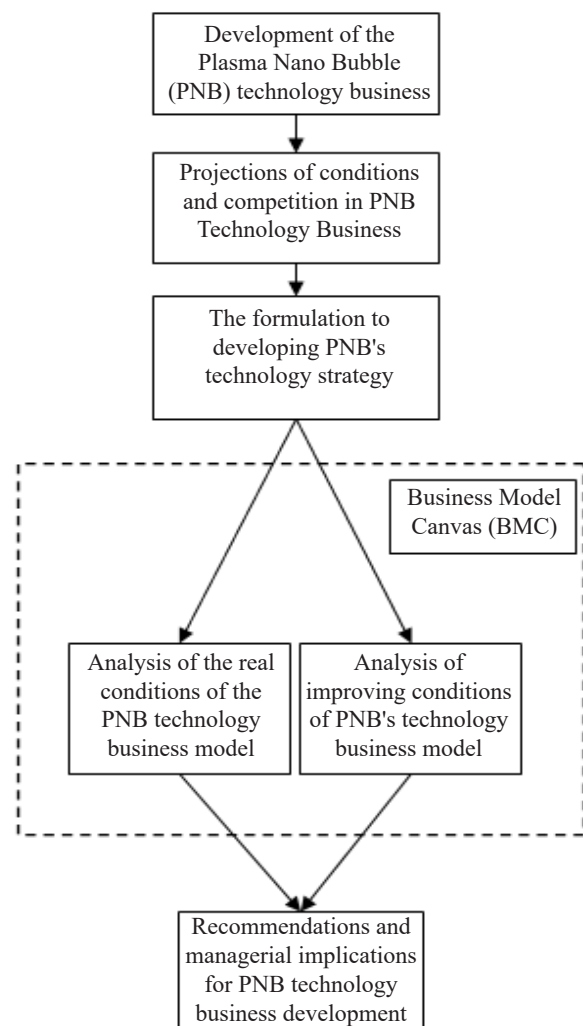 Development of the
Plasma Nano Bubble
(PNB) technology business
Projections of conditions
and competition in PNB
Technology Business
The formulation to
developing PNB's
technology strategy
Business Model
Canvas (BMC)
Analysis of the real
conditions of the
PNB technology
business model
Analysis of
improving conditions
of PNB's technology
business model
Recommendations and
managerial implications
for PNB technology
business development